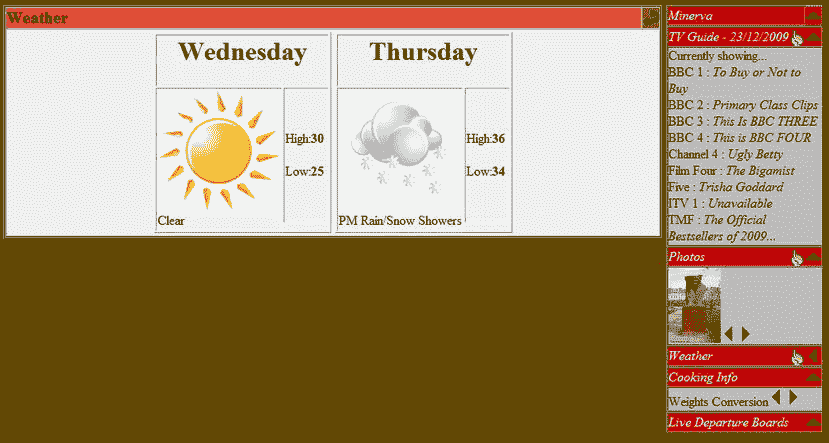 Weather
Wednesday
High:30
Low:25
Clear
Thursday
High:36
Low:34
PM Rain/Snow Showers
Minerva
TV Guide - 23/12/2009
Currently showing...
BBC 1 : To Buy or Not to
Buy
BBC 2 : Primary Class Clips
BBC 3 : This Is BBC THREE
BBC 4 : This is BBC FOUR
Channel 4 : Ugly Betty
Film Four : The Bigamist
Five : Trisha Goddard
ITV 1 : Unavailable
TMF : The Official
Bestsellers of 2009...
Photos
Weather
Cooking Info
Weights Conversion
Live Departure Boards